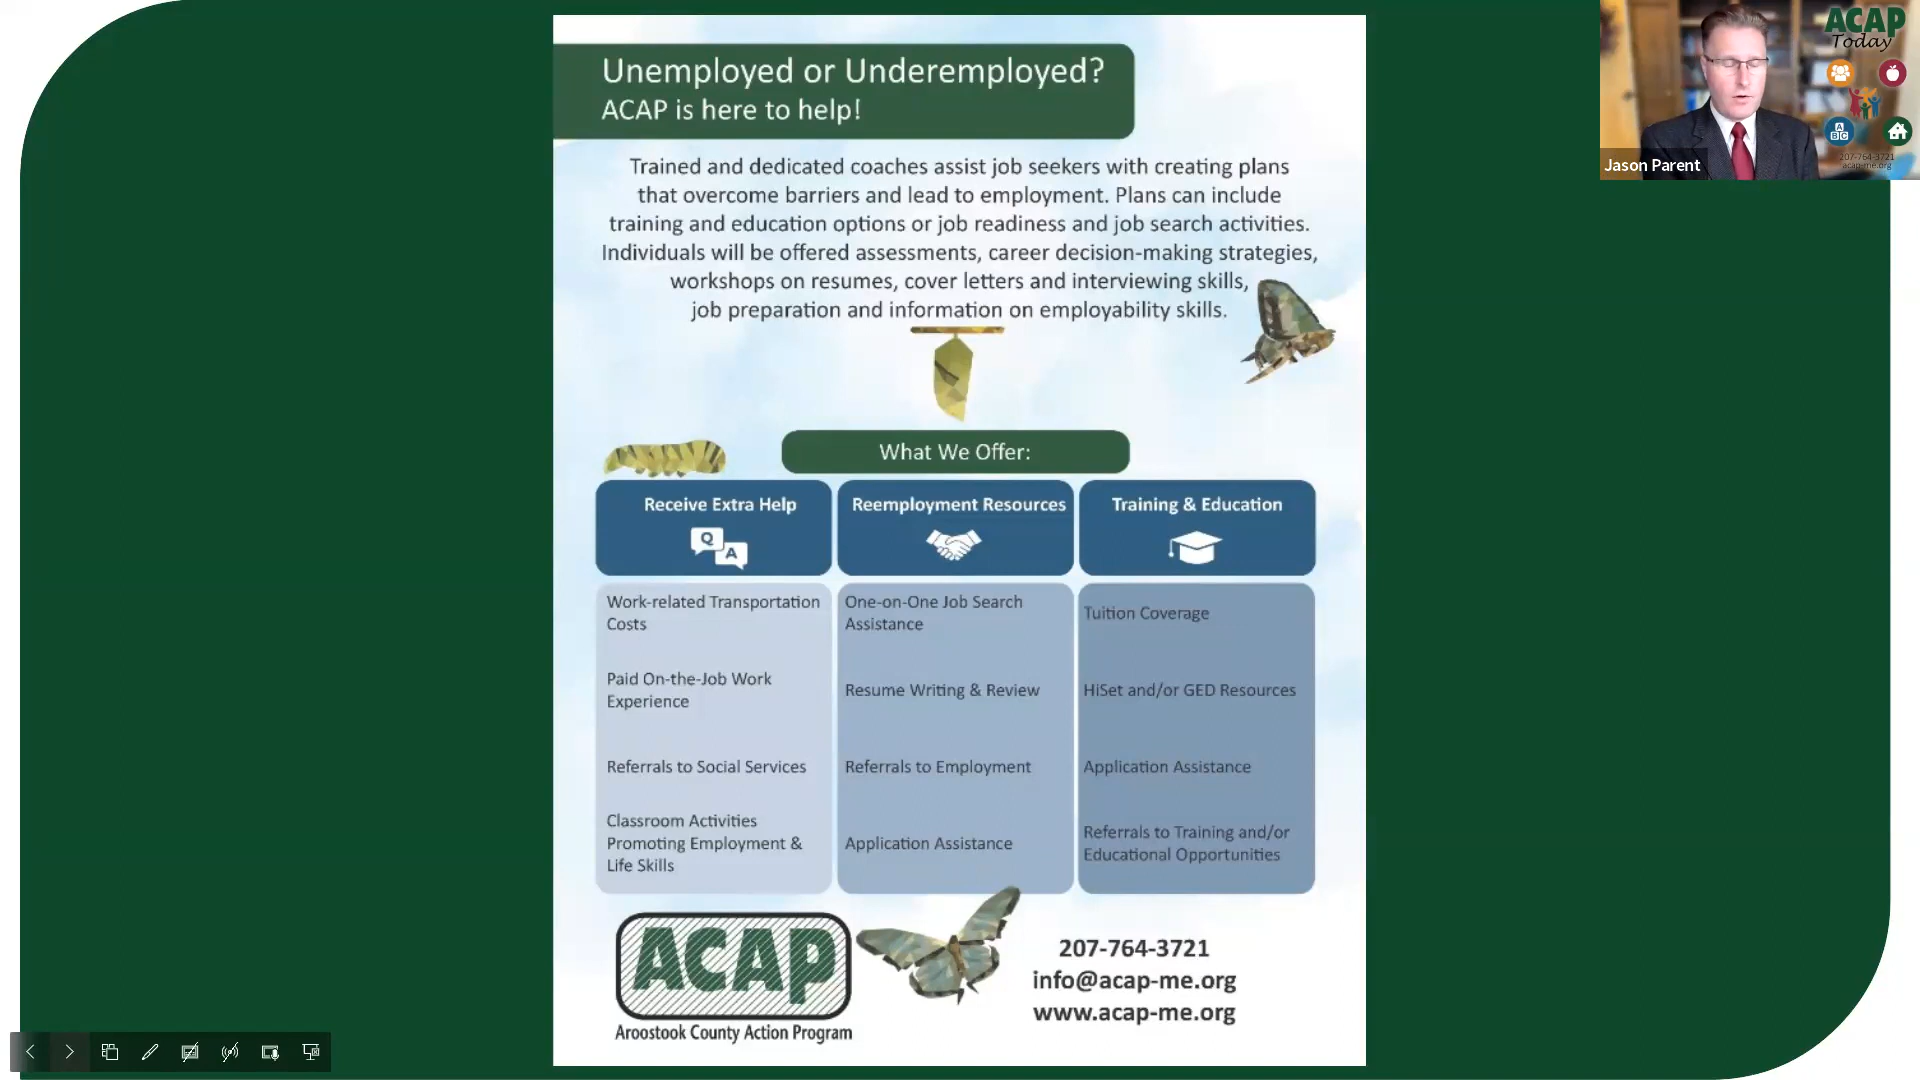 Unemployed or Underemployed?
ACAP is here to help!
Trained and dedicated coaches assist job seekers with creating plans
that overcome barriers and lead to employment. Plans can include
training and education options or job readiness and job search activities.
Individuals will be offered assessments, career decision-making strategies,
workshops on resumes, cover letters and interviewing skills,
job preparation and information on employability skills.
What We Offer:
Receive Extra Help
Q
A
Work-related Transportation
Costs
Paid On-the-Job Work
Experience
Referrals to Social Services
Classroom Activities
Promoting Employment &
Life Skills
Reemployment Resources
One-on-One Job Search
Assistance
Resume Writing & Review
Referrals to Employment
Application Assistance
Training & Education
Tuition Coverage
HiSet and/or GED Resources
Application Assistance
Referrals to Training and/or
Educational Opportunities
ACAP
Aroostook County Action Program
207-764-3721
info@acap-me.org
www.acap-me.org
ACAP
Today
A
B C
207-764-3721
acap-me.org
Jason Parent